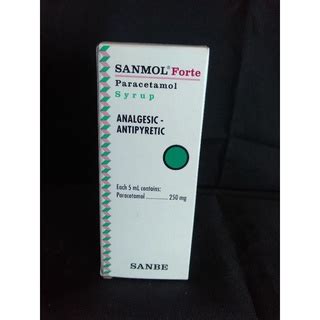 SANMOL® Forte
Paracetamol
Syrup
ANALGESIC -
ANTIPYRETIC
Each 5 mL contains:
Paracetamol ............... 250 mg
SANBE